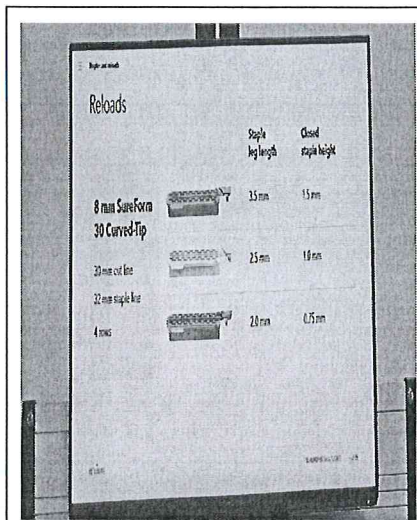 Reloads
Staple
leg length
Closed
staple height
8 mm SureForm
30 Curved-Tip
30 mm cut line
32 mm staple line
4 rows
3.5 mm
1.5 mm
2.5 mm
1.0 mm
2.0 mm
0.75 mm